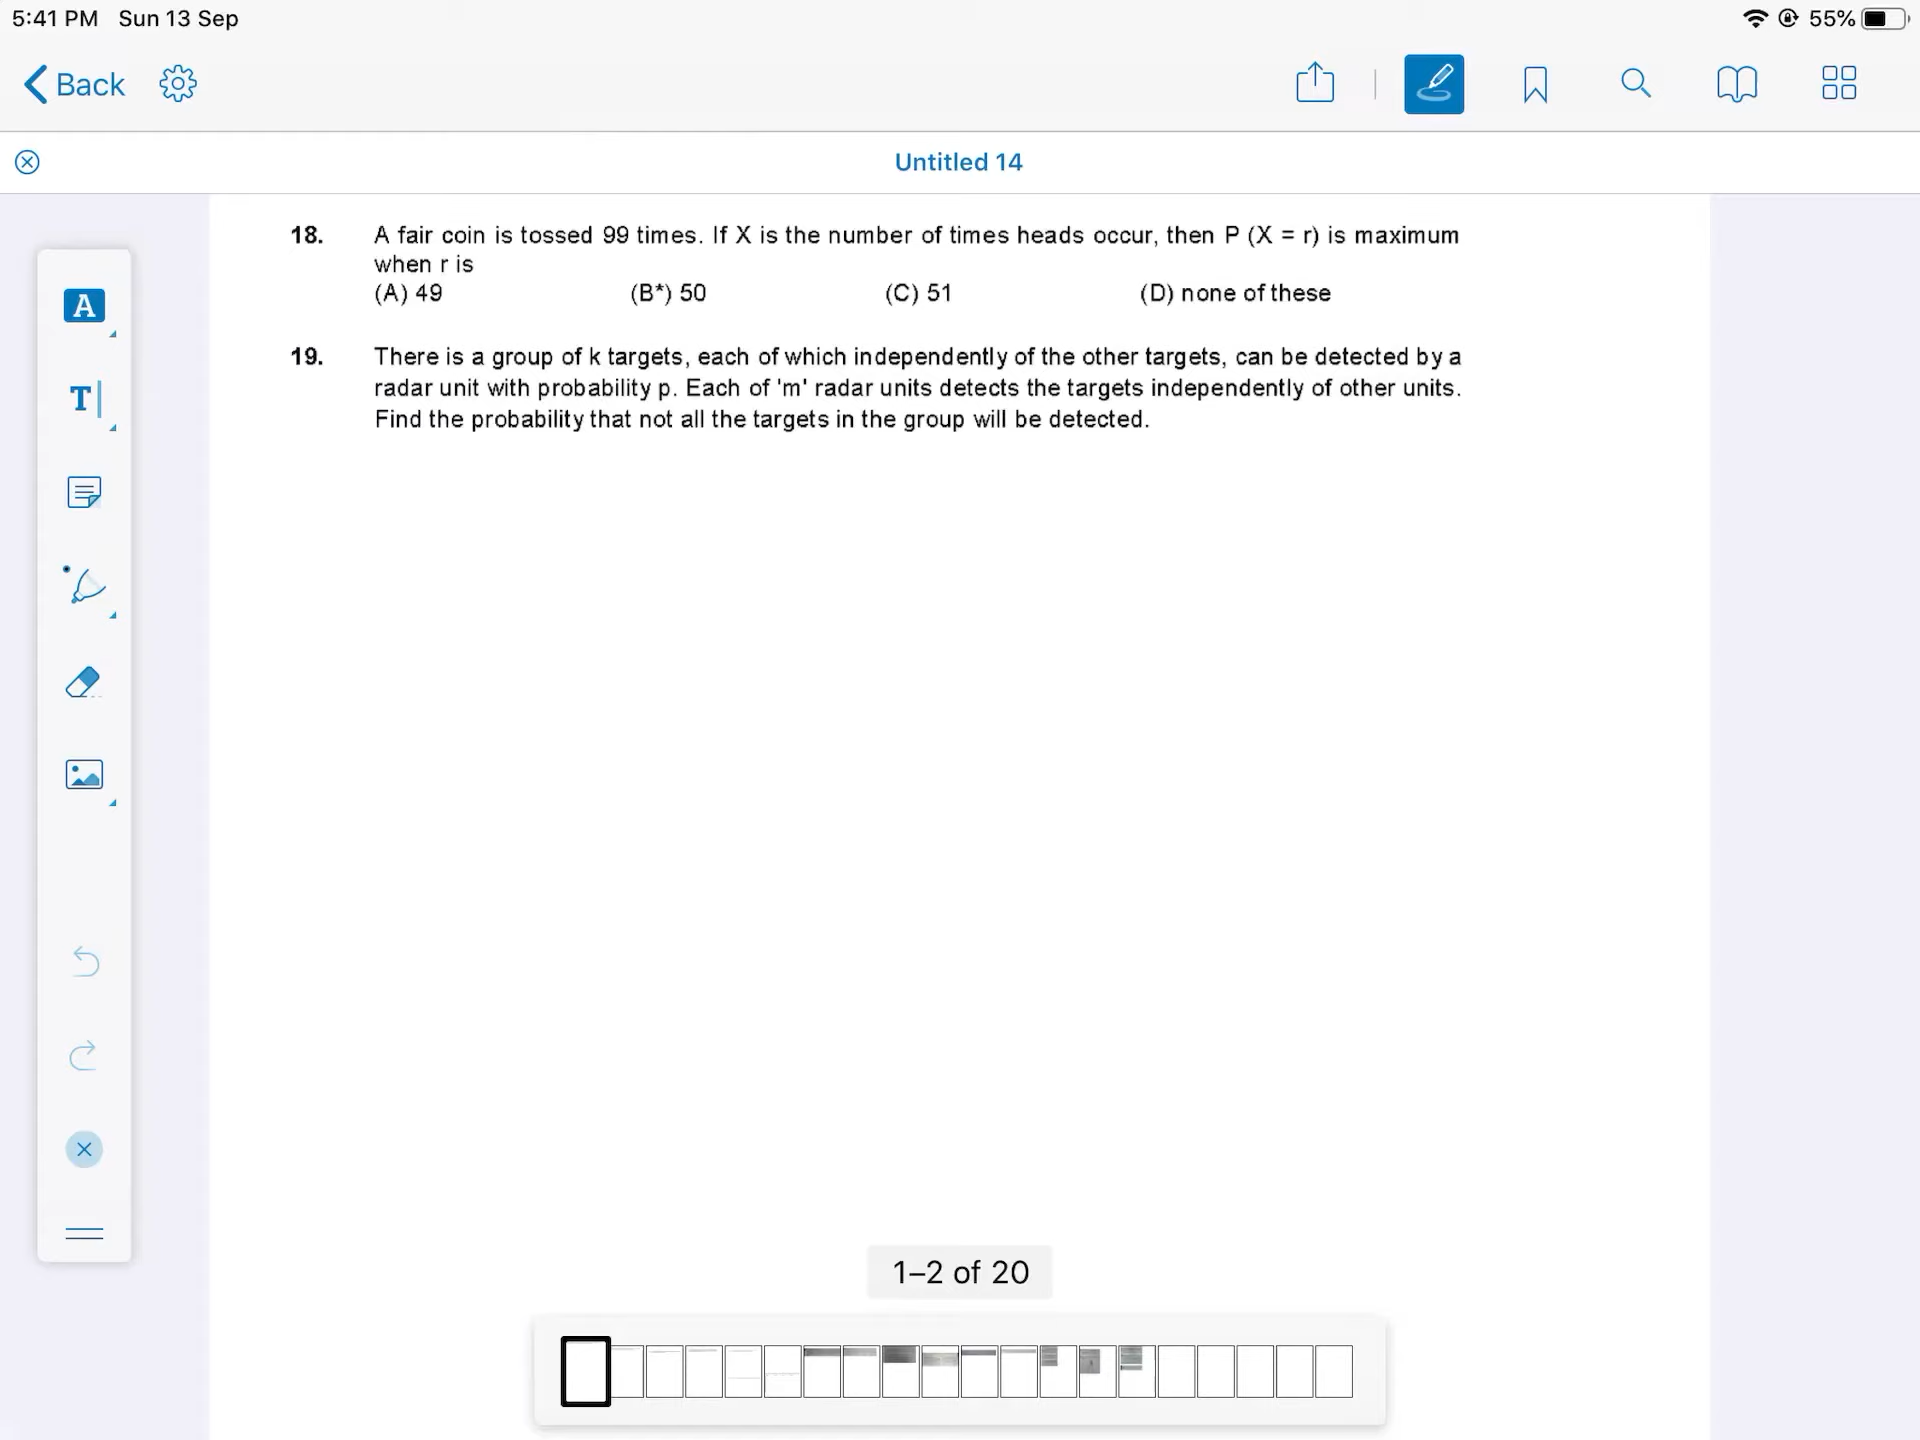 5:41 PM Sun 13 Sep 55%
Back
Untitled 14
18. A fair coin is tossed 99 times. If X is the number of times heads occur, then P (X = r) is maximum
when r is
(A) 49 (B*) 50 (C) 51 (D) none of these
19. There is a group of k targets, each of which independently of the other targets, can be detected by a
radar unit with probability p. Each of 'm' radar units detects the targets independently of other units.
Find the probability that not all the targets in the group will be detected.
A
T
1–2 of 20